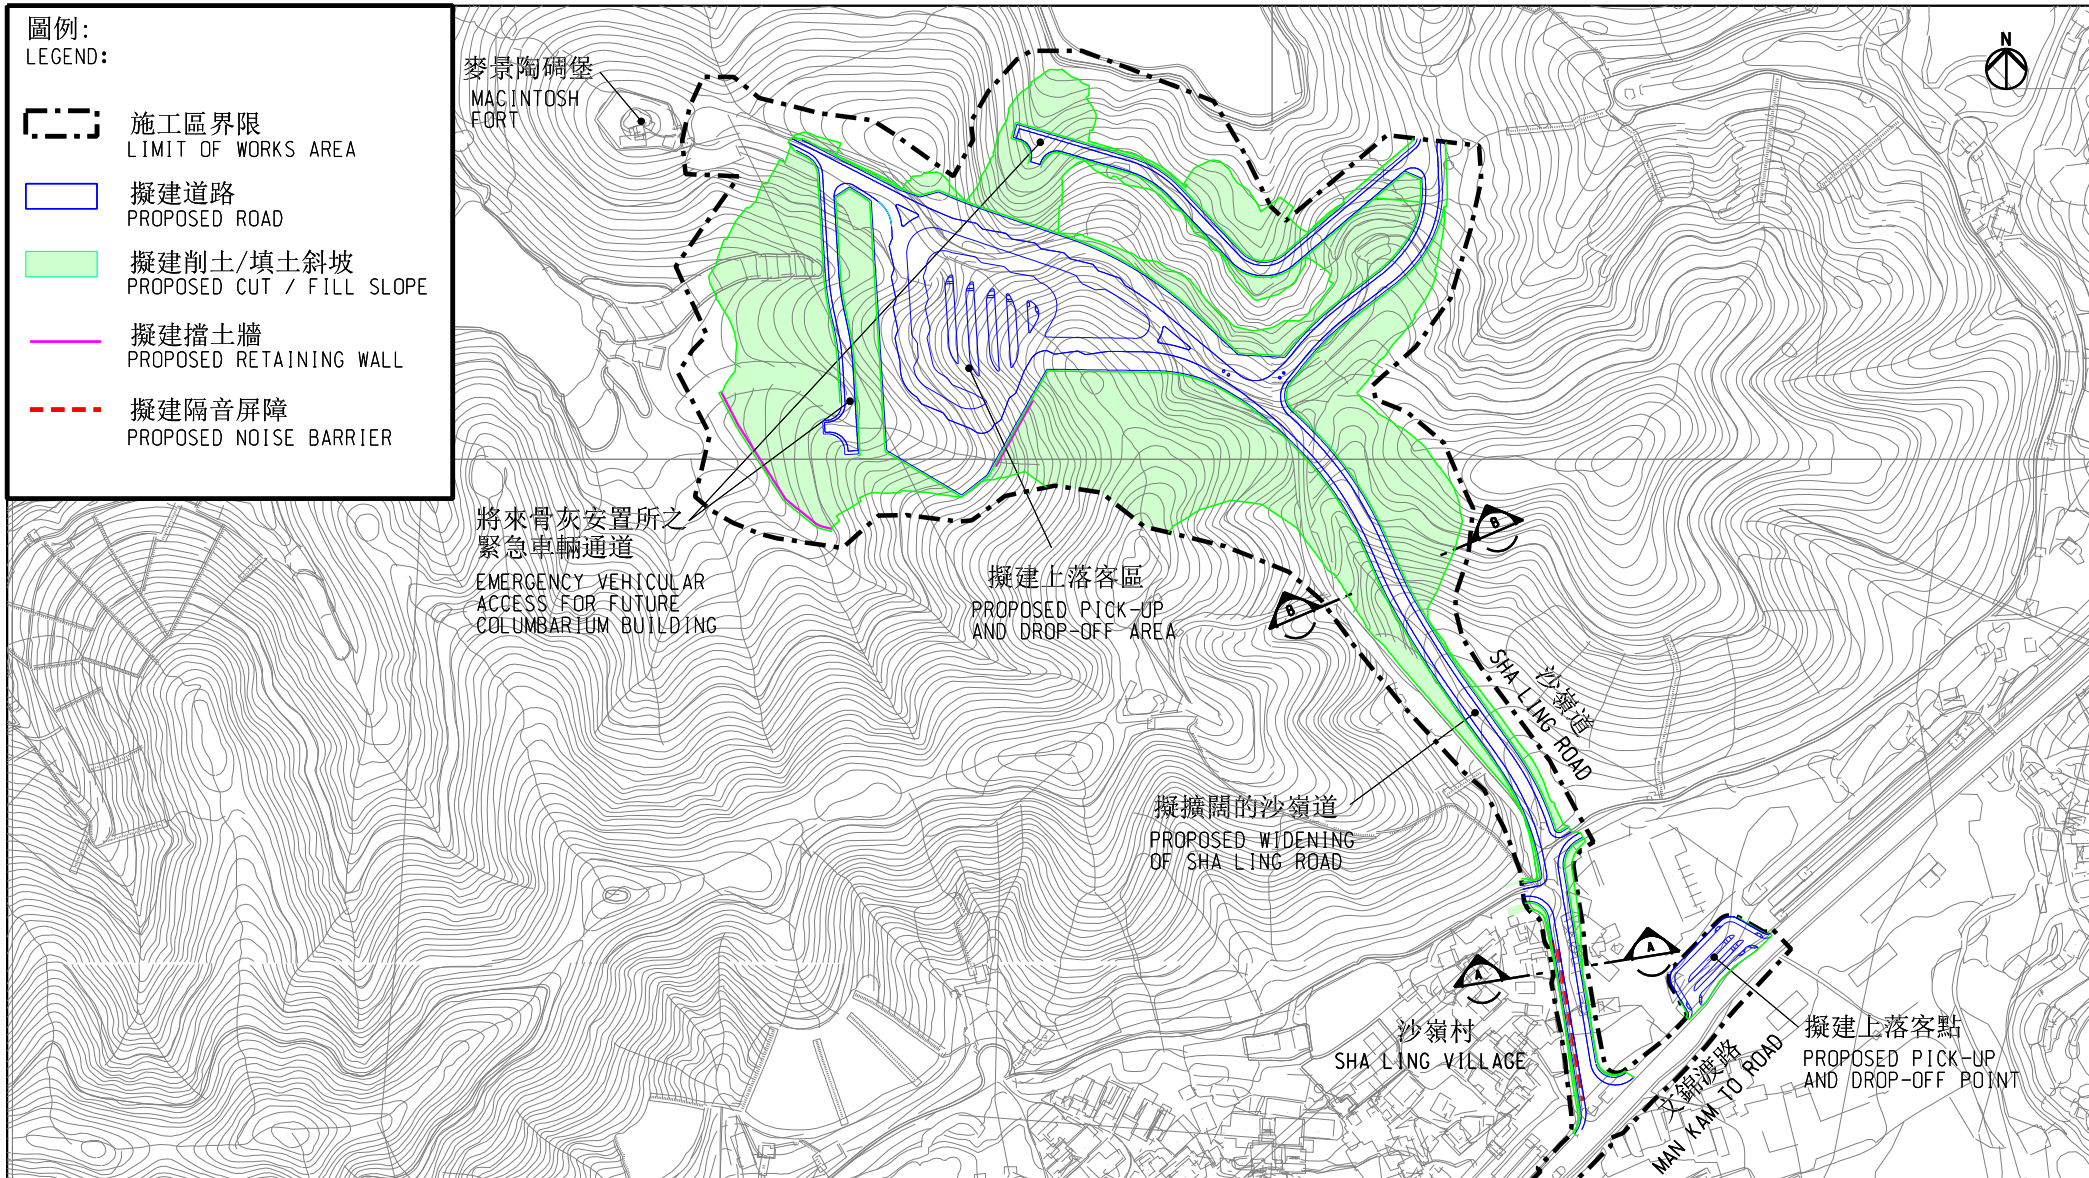 圖例:
LEGEND:
施工區界限
LIMIT OF WORKS AREA
擬建道路
PROPOSED ROAD
擬建削土/填土斜坡
PROPOSED CUT / FILL SLOPE
擬建擋土牆
PROPOSED RETAINING WALL
擬建隔音屏障
PROPOSED NOISE BARRIER
麥景陶碉堡
MACINTOSH
FORT
N
將來骨灰安置所之
緊急車輛通道
EMERGENCY VEHICULAR
ACCESS FOR FUTURE
COLUMBARIUM BUILDING
擬建上落客區
PROPOSED PICK-UP
AND DROP-OFF AREA
B
B
沙嶺道
SHA LING ROAD
擬擴闊的沙嶺道
PROPOSED WIDENING
OF SHA LING ROAD
A
A
沙嶺村
SHA LING VILLAGE
文錦渡路
MAN KAM TO ROAD
擬建上落客點
PROPOSED PICK-UP
AND DROP-OFF POINT